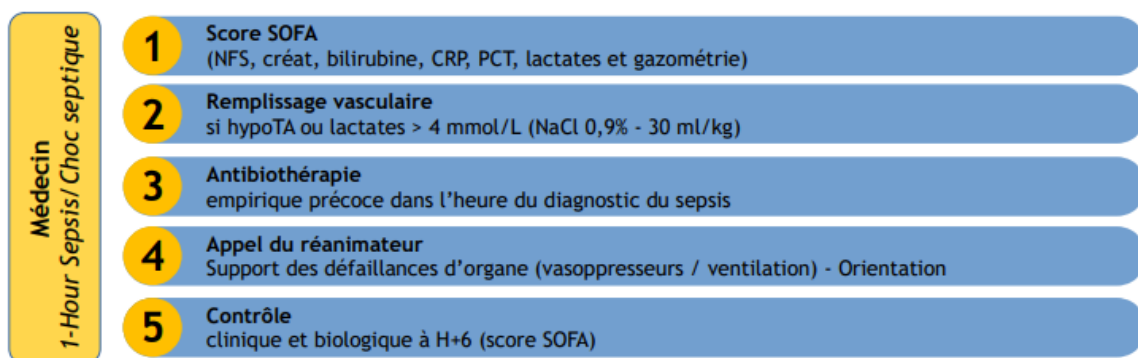 Médecin
1-Hour Sepsis/Choc septique
1
Score SOFA
(NFS, créat, bilirubine, CRP, PCT, lactates et gazométrie)
2
Remplissage vasculaire
si hypoTA ou lactates > 4 mmol/L (NaCl 0,9% - 30 ml/kg)
3
Antibiothérapie
empirique précoce dans l'heure du diagnostic du sepsis
4
Appel du réanimateur
Support des défaillances d'organe (vasoppresseurs / ventilation) - Orientation
5
Contrôle
clinique et biologique à H+6 (score SOFA)